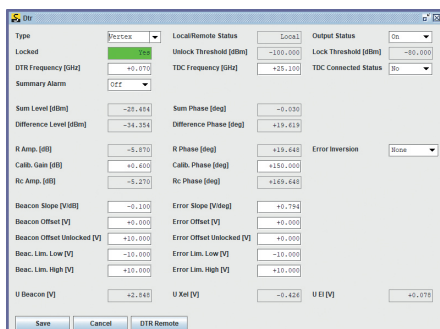 Dtr
Type Vertex Local/Remote Status Local Output Status On
Locked Yes Unlock Threshold [dBm] -100.000 Lock Threshold [dBm] -80.000
DTR Frequency [GHz] +0.070 TDC Frequency [GHz] +25.100 TDC Connected Status No
Summary Alarm Off
Sum Level [dBm] -28.484 Sum Phase [deg] -0.030
Difference Level [dBm] -34.354 Difference Phase [deg] +19.619
R Amp. [dB] -5.870 R Phase [deg] +19.648 Error Inversion None
Calib. Gain [dB] +0.600 Calib. Phase [deg] +150.000
Rc Amp. [dB] -5.270 Rc Phase [deg] +169.648
Beacon Slope [V/dB] -0.100 Error Slope [V/deg] +0.794
Beacon Offset [V] +0.000 Error Offset [V] +0.000
Beacon Offset Unlocked [V] +10.000 Error Offset Unlocked [V] +10.000
Beac. Lim. Low [V] -10.000 Error Lim. Low [V] -10.000
Beac. Lim. High [V] +10.000 Error Lim. High [V] +10.000
U Beacon [V] +2.848 U Xel [V] -0.426 U El [V] +0.078
Save Cancel DTR Remote